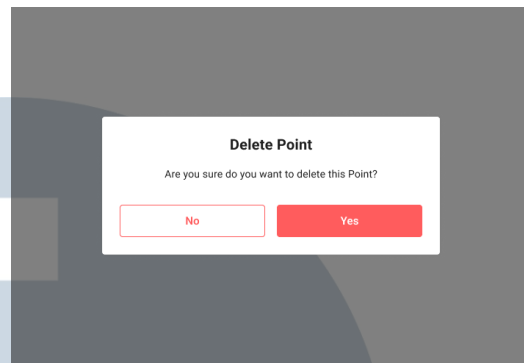 Delete Point
Are you sure do you want to delete this Point?
No
Yes